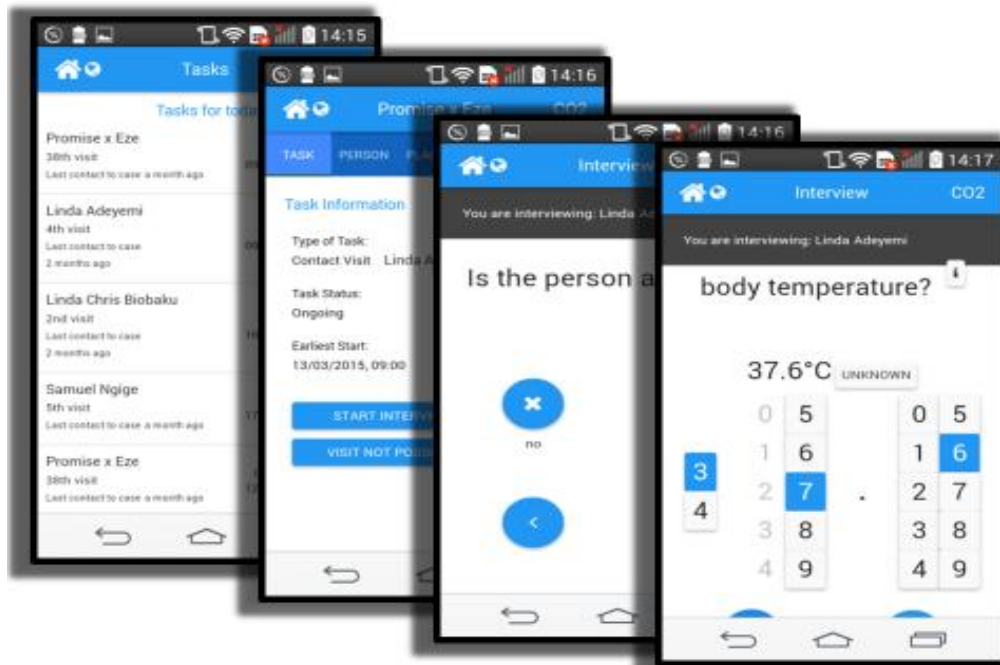 14:15
Tasks
Tasks for
Promise x Eze
38th visit
Last contact to case a month ago
Linda Adeyemi
4th visit
Last contact to case
2 months ago
Linda Chris Biobaku
2nd visit
Last contact to case
2 months ago
Samuel Ngige
5th visit
Last contact to case a month ago
Promise x Eze
38th visit
Last contact to case a month ago
14:16
Promise x Eze CO2
TASK PERSON
Task Information
Type of Task:
Contact Visit Linda A
Task Status:
Ongoing
Earliest Start:
13/03/2015, 09:00
START INTERVI
VISIT NOT PO
14:16
Interview
You are interviewing: Linda Ad
Is the person a
no
14:17
Interview CO2
You are interviewing: Linda Adeyemi
body temperature?
37.6°C UNKNOWN
0 5 0 5
1 6 1 6
3 2 7 . 2 7
4 3 8 3 8
4 9 4 9